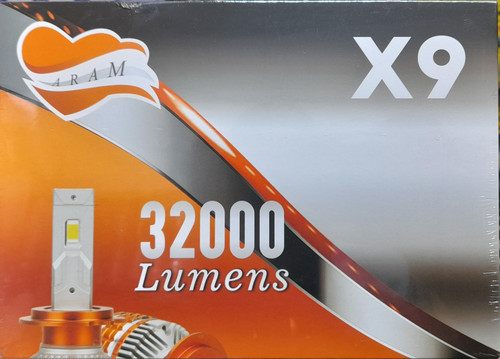 ARAM
X9
32000
Lumens